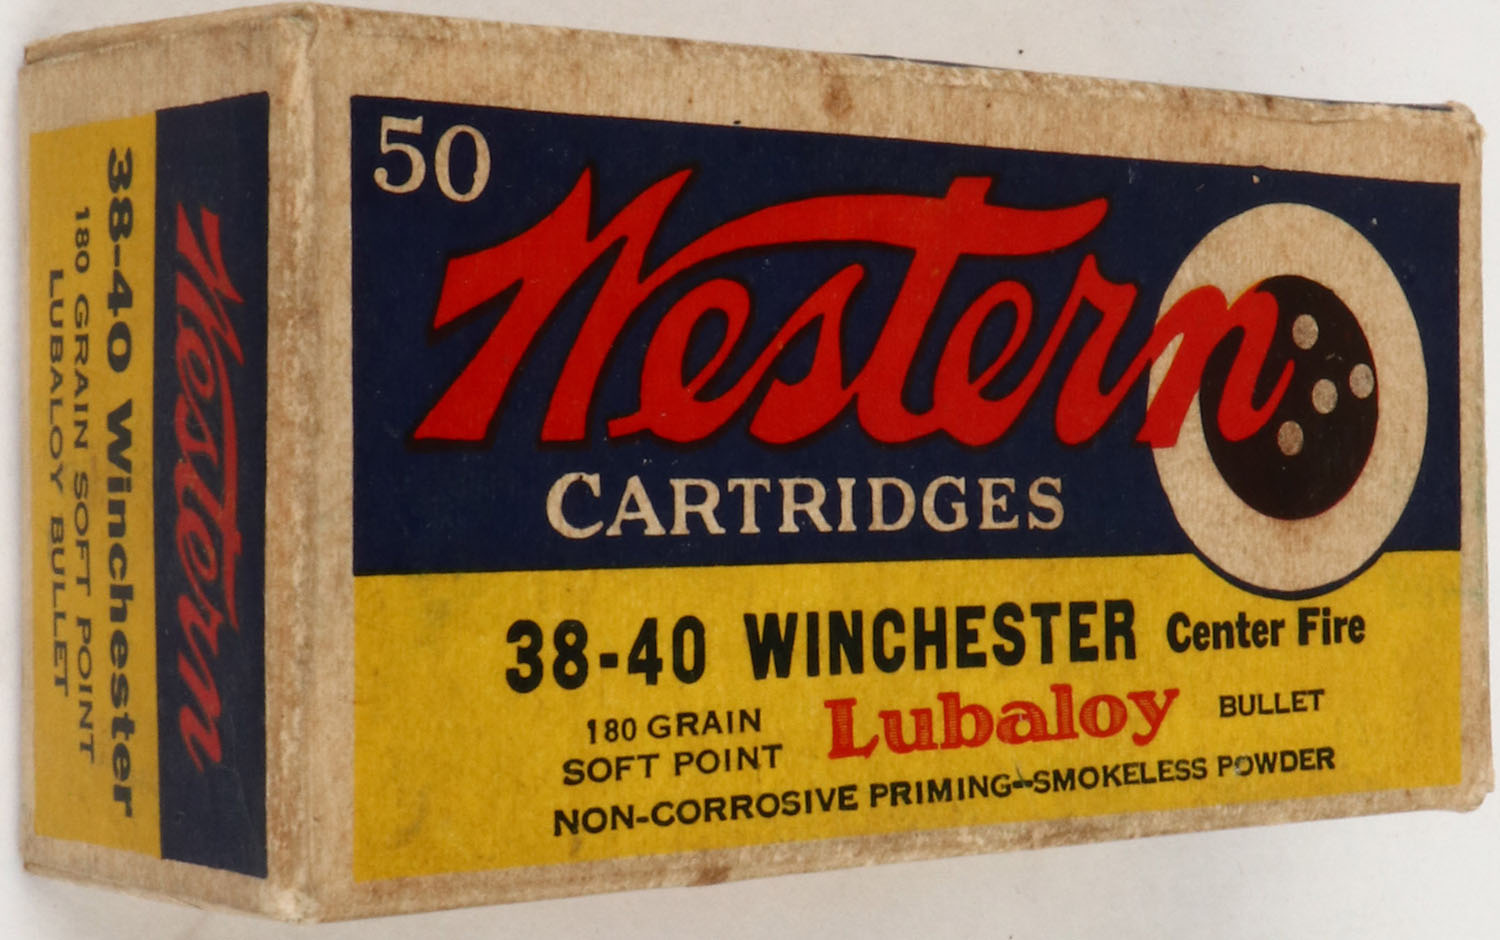 50
Western
CARTRIDGES
38-40 WINCHESTER Center Fire
180 GRAIN
SOFT POINT
Lubaloy BULLET
NON-CORROSIVE PRIMING-SMOKELESS POWDER
Western
38-40 Winchester
180 GRAIN SOFT POINT
LUBALOY BULLET